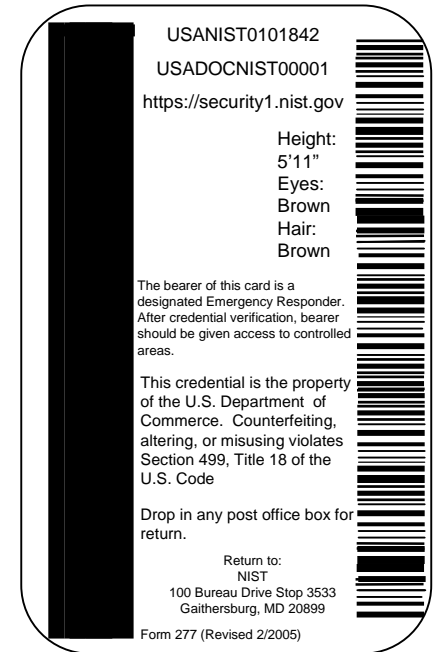 USANIST0101842
USADOCNIST00001
https://security1.nist.gov
Height:
5’11”
Eyes:
Brown
Hair:
Brown
The bearer of this card is a
designated Emergency Responder.
After credential verification, bearer
should be given access to controlled
areas.
This credential is the property
of the U.S. Department of
Commerce. Counterfeiting,
altering, or misusing violates
Section 499, Title 18 of the
U.S. Code
Drop in any post office box for
return.
Return to:
NIST
100 Bureau Drive Stop 3533
Gaithersburg, MD 20899
Form 277 (Revised 2/2005)